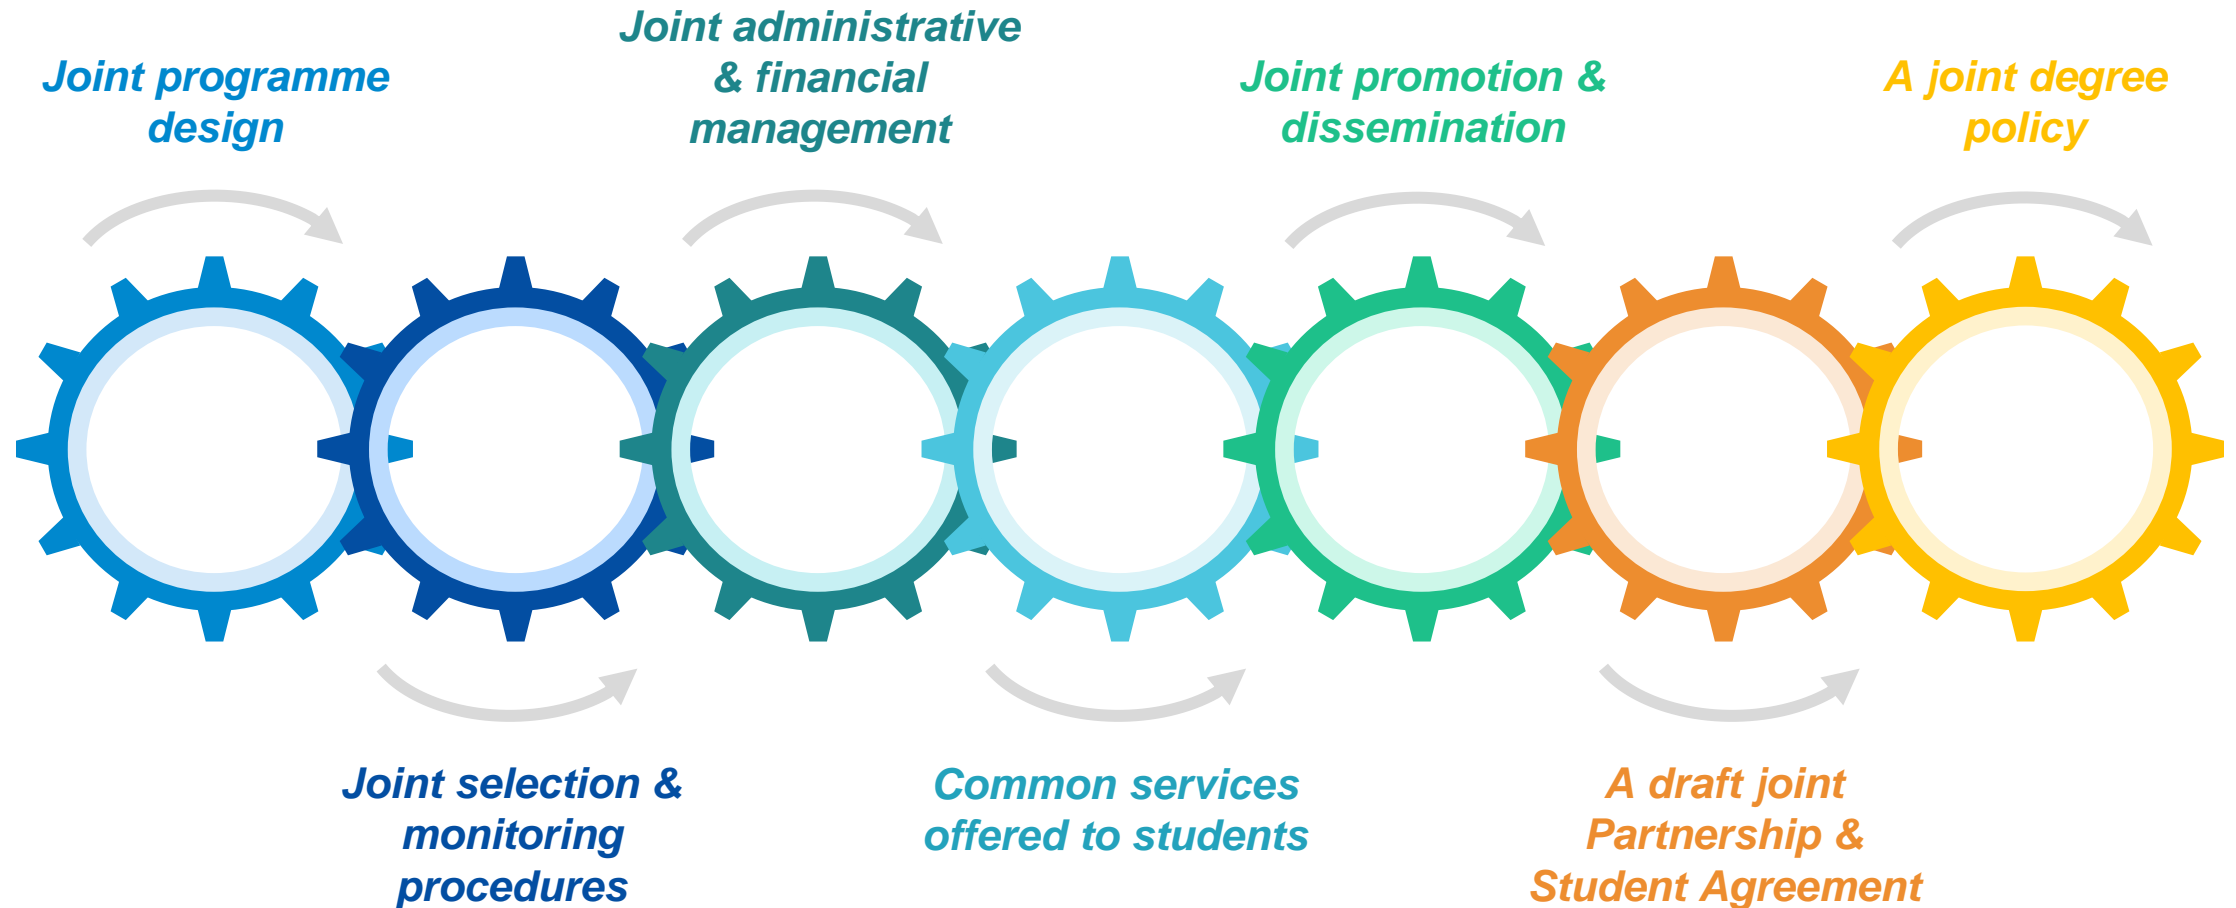 Joint programme
design
Joint administrative
& financial
management
Joint promotion &
dissemination
A joint degree
policy
Joint selection &
monitoring
procedures
Common services
offered to students
A draft joint
Partnership &
Student Agreement